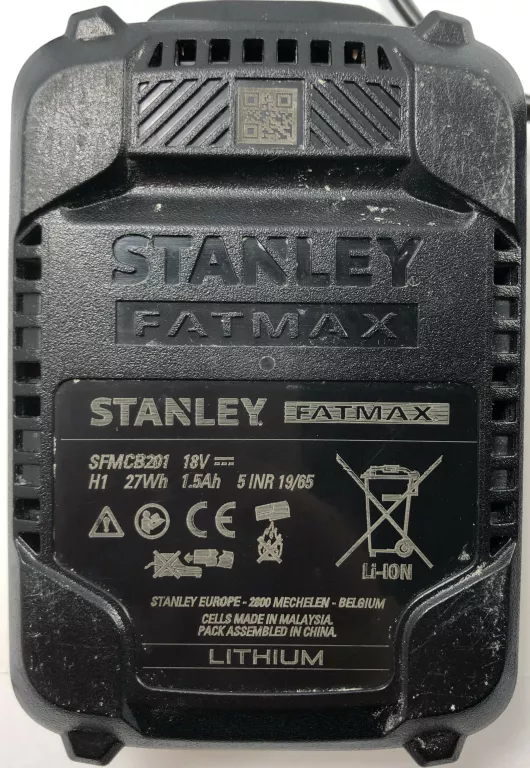 STANLEY®
FATMAX
STANLEY FATMAX
SFMCB201 18V
H1 27Wh 1.5Ah 5 INR 19/65
CE
Li-ION
STANLEY EUROPE - 2800 MECHELEN - BELGIUM
CELLS MADE IN MALAYSIA.
PACK ASSEMBLED IN CHINA.
LITHIUM